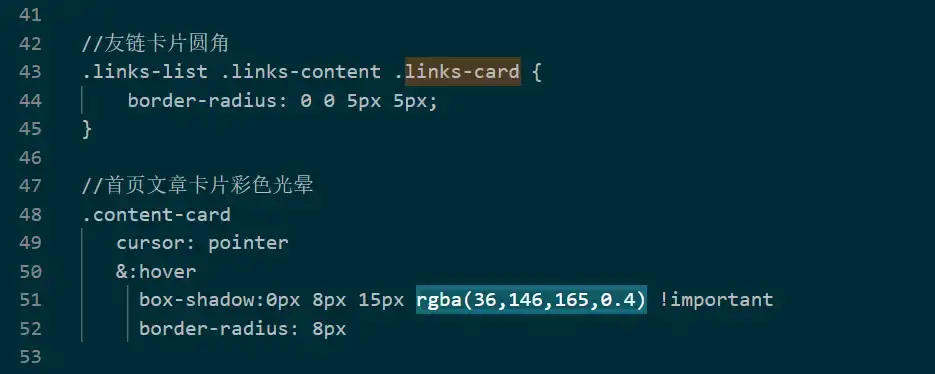 41
42 //友链卡片圆角
43 .links-list .links-content .links-card {
44 border-radius: 0 0 5px 5px;
45 }
46
47 //首页文章卡片彩色光晕
48 .content-card
49 cursor: pointer
50 &:hover
51 box-shadow:0px 8px 15px rgba(36,146,165,0.4) !important
52 border-radius: 8px
53